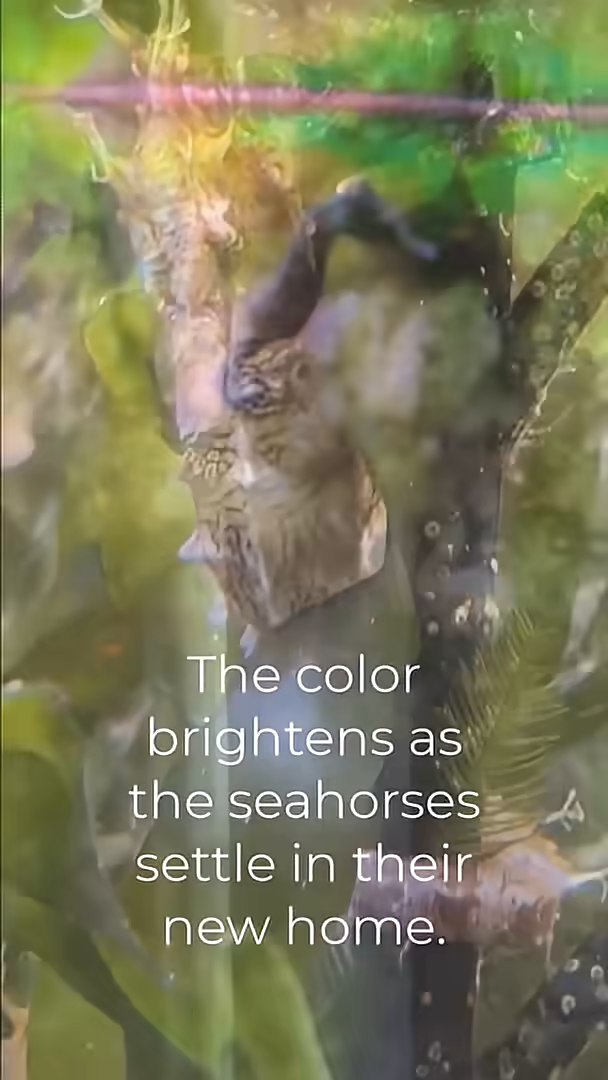 The color
brightens as
the seahorses
settle in their
new home.